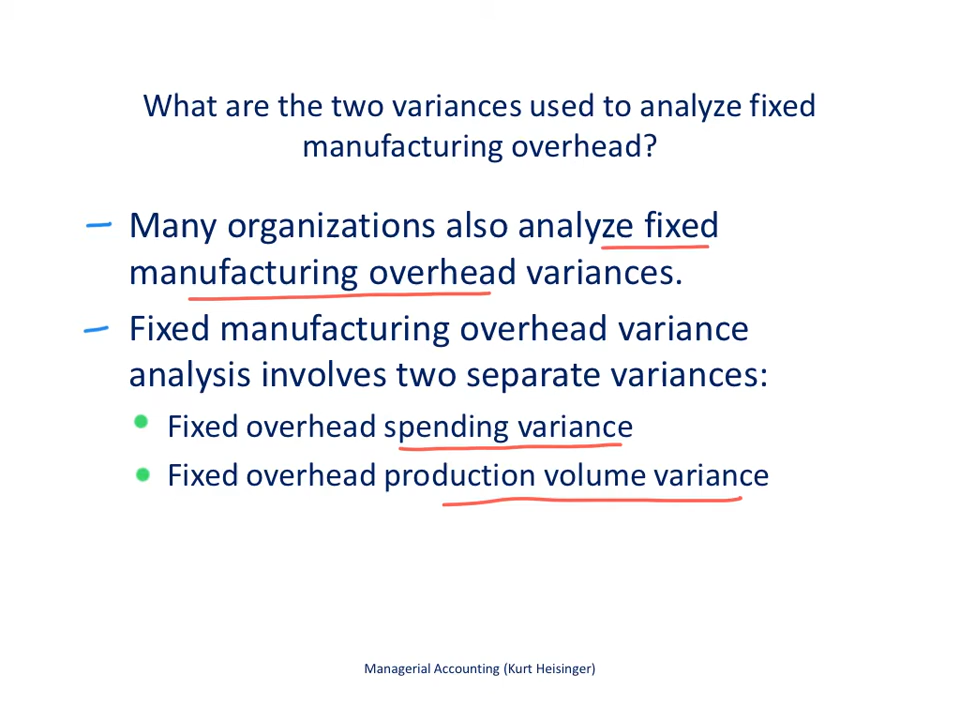 What are the two variances used to analyze fixed
manufacturing overhead?
Many organizations also analyze fixed
manufacturing overhead variances.
Fixed manufacturing overhead variance
analysis involves two separate variances:
Fixed overhead spending variance
Fixed overhead production volume variance
Managerial Accounting (Kurt Heisinger)